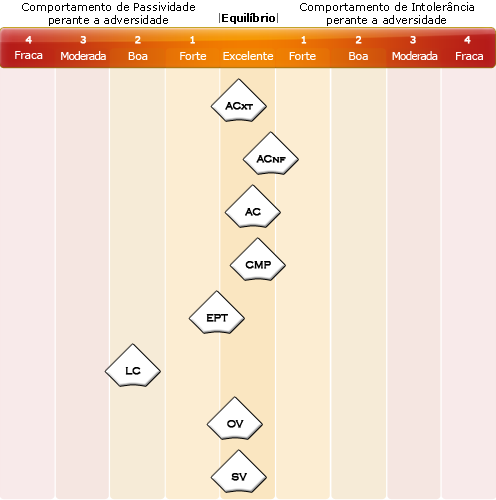 Comportamento de Passividade
perante a adversidade
|Equilíbrio|
Comportamento de Intolerância
perante a adversidade
4 3 2 1 1 2 3 4
Fraca Moderada Boa Forte Excelente Forte Boa Moderada Fraca
ACXT
ACNF
AC
CMP
EPT
LC
OV
SV